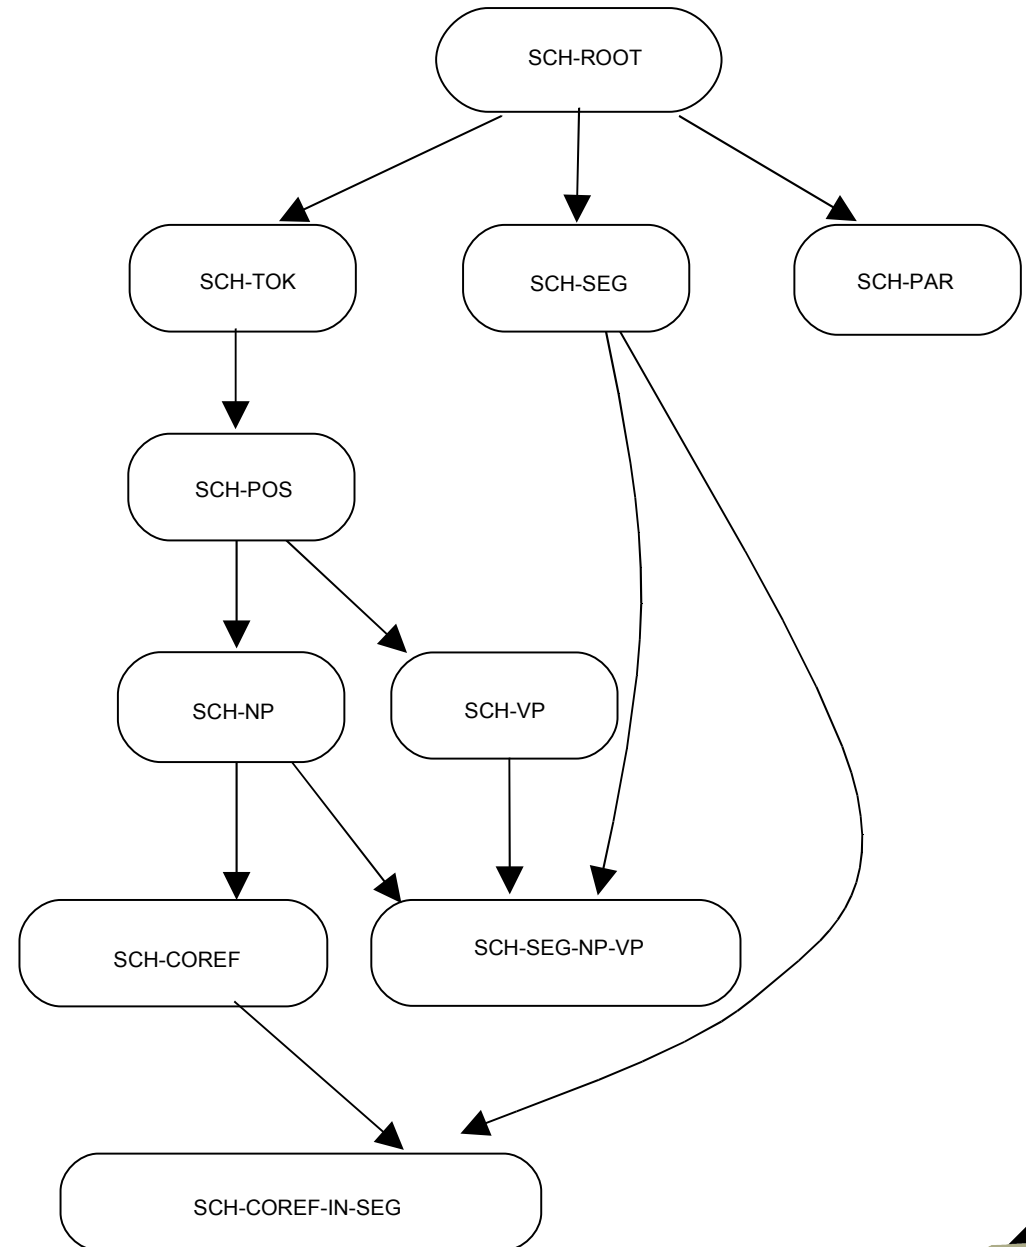 SCH-ROOT
SCH-TOK
SCH-SEG
SCH-PAR
SCH-POS
SCH-NP
SCH-VP
SCH-COREF
SCH-SEG-NP-VP
SCH-COREF-IN-SEG